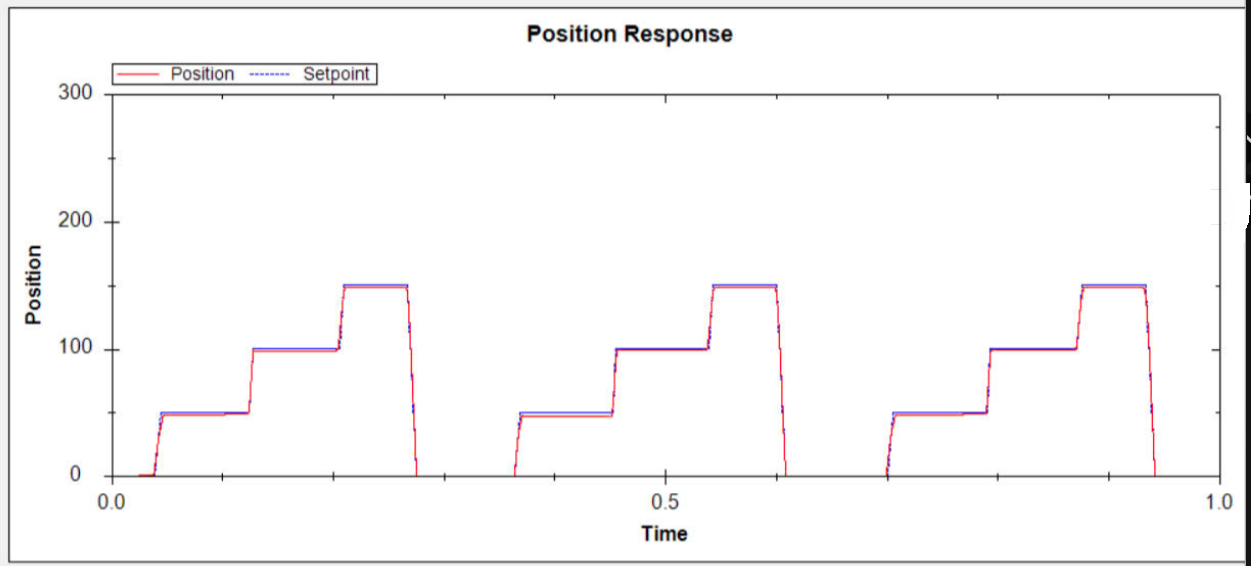 Position Response
Position Setpoint
300
200
100
0
Position
0.0 0.5 1.0
Time